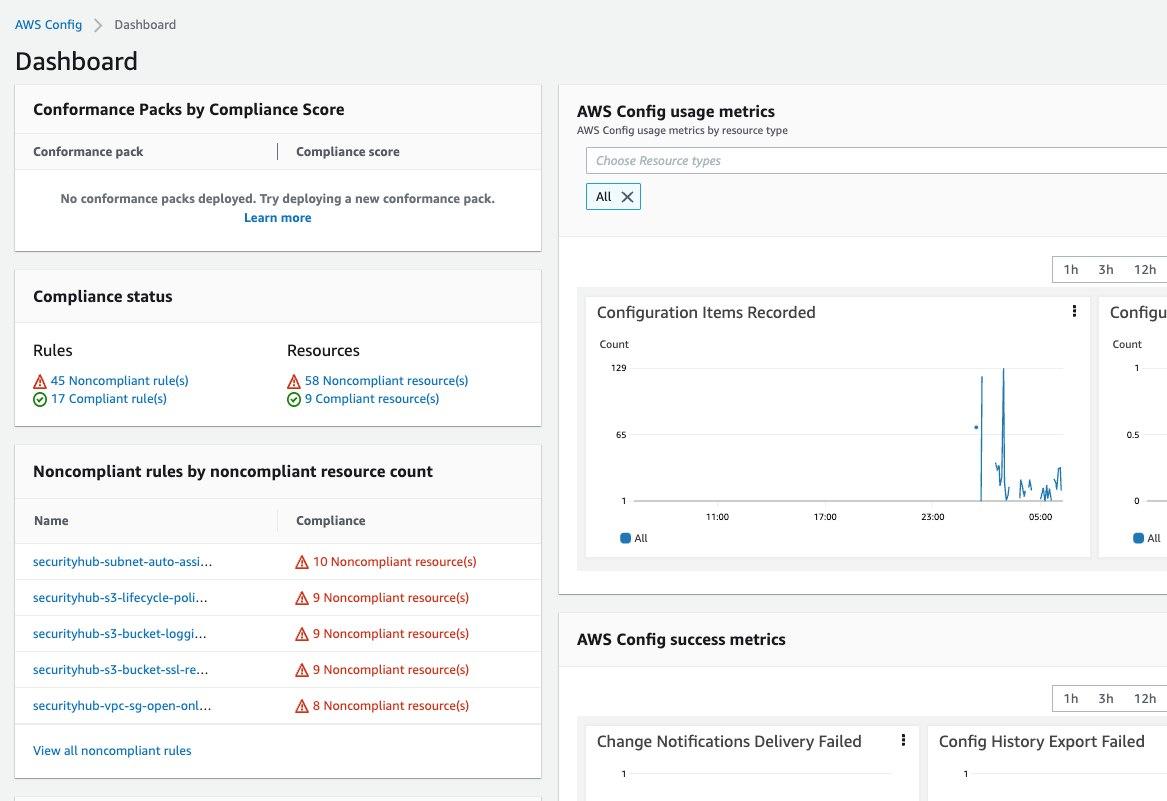 AWS Config > Dashboard
Dashboard
Conformance Packs by Compliance Score
Conformance pack | Compliance score
No conformance packs deployed. Try deploying a new conformance pack.
Learn more
Compliance status
Rules
45 Noncompliant rule(s)
17 Compliant rule(s)
Resources
58 Noncompliant resource(s)
9 Compliant resource(s)
Noncompliant rules by noncompliant resource count
Name Compliance
securityhub-subnet-auto-assi... 10 Noncompliant resource(s)
securityhub-s3-lifecycle-poli... 9 Noncompliant resource(s)
securityhub-s3-bucket-loggi... 9 Noncompliant resource(s)
securityhub-s3-bucket-ssl-re... 9 Noncompliant resource(s)
securityhub-vpc-sg-open-onl... 8 Noncompliant resource(s)
View all noncompliant rules
AWS Config usage metrics
AWS Config usage metrics by resource type
Choose Resource types
All
1h 3h 12h
Configuration Items Recorded
Count
129
65
1
11:00 17:00 23:00 05:00
All
Configu
Count
1
0.5
0
All
AWS Config success metrics
1h 3h 12h
Change Notifications Delivery Failed
1
Config History Export Failed
1